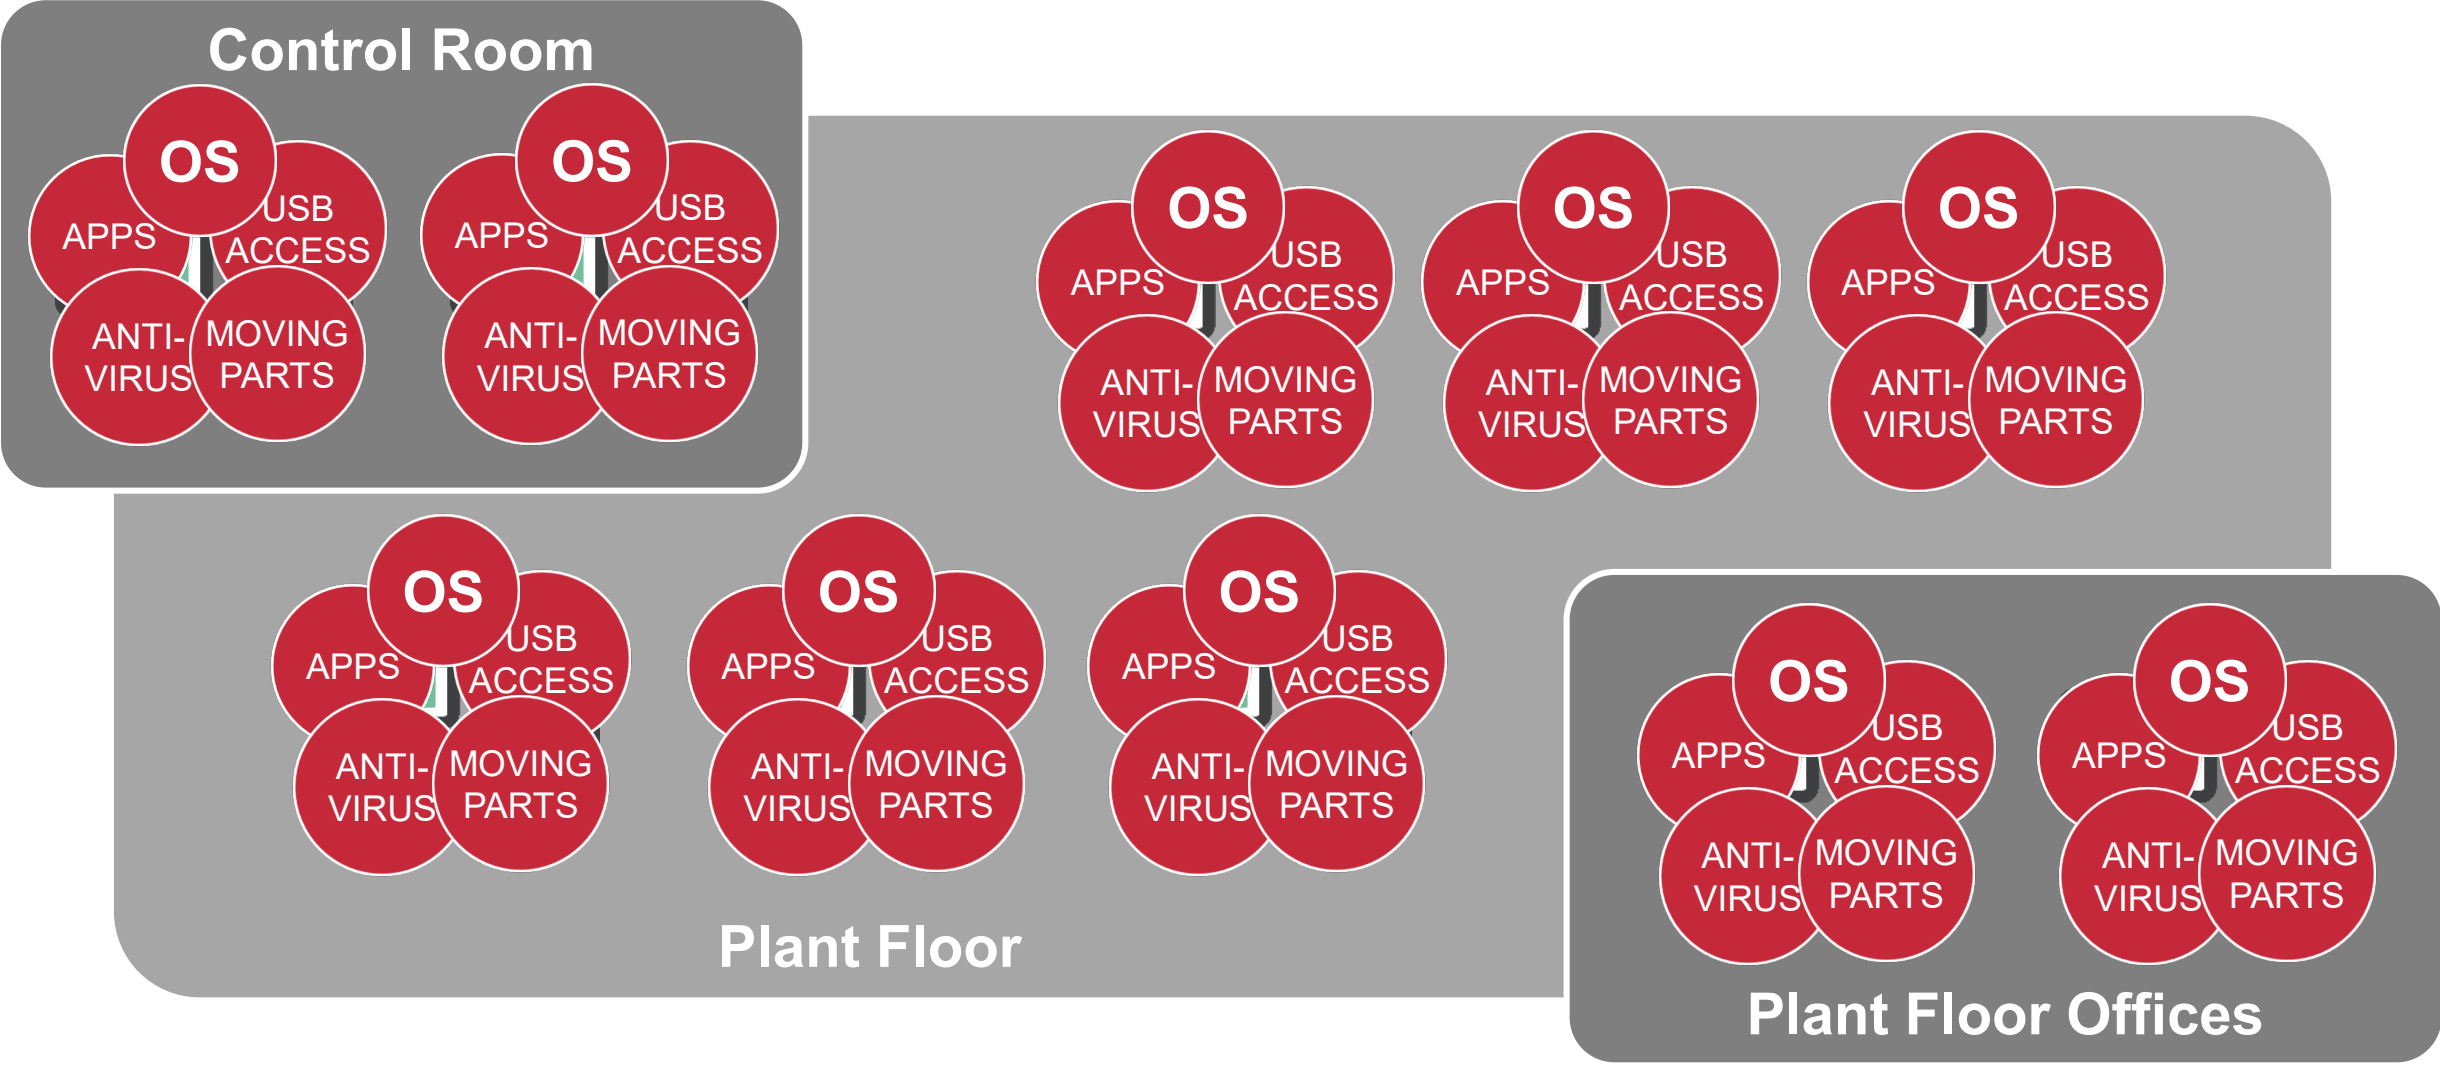 Control Room
OS
APPS
USB
ACCESS
ANTI-
VIRUS
MOVING
PARTS
OS
APPS
USB
ACCESS
ANTI-
VIRUS
MOVING
PARTS
OS
APPS
USB
ACCESS
ANTI-
VIRUS
MOVING
PARTS
OS
APPS
USB
ACCESS
ANTI-
VIRUS
MOVING
PARTS
OS
APPS
USB
ACCESS
ANTI-
VIRUS
MOVING
PARTS
OS
APPS
USB
ACCESS
ANTI-
VIRUS
MOVING
PARTS
OS
APPS
USB
ACCESS
ANTI-
VIRUS
MOVING
PARTS
OS
APPS
USB
ACCESS
ANTI-
VIRUS
MOVING
PARTS
Plant Floor
OS
APPS
USB
ACCESS
ANTI-
VIRUS
MOVING
PARTS
OS
APPS
USB
ACCESS
ANTI-
VIRUS
MOVING
PARTS
Plant Floor Offices